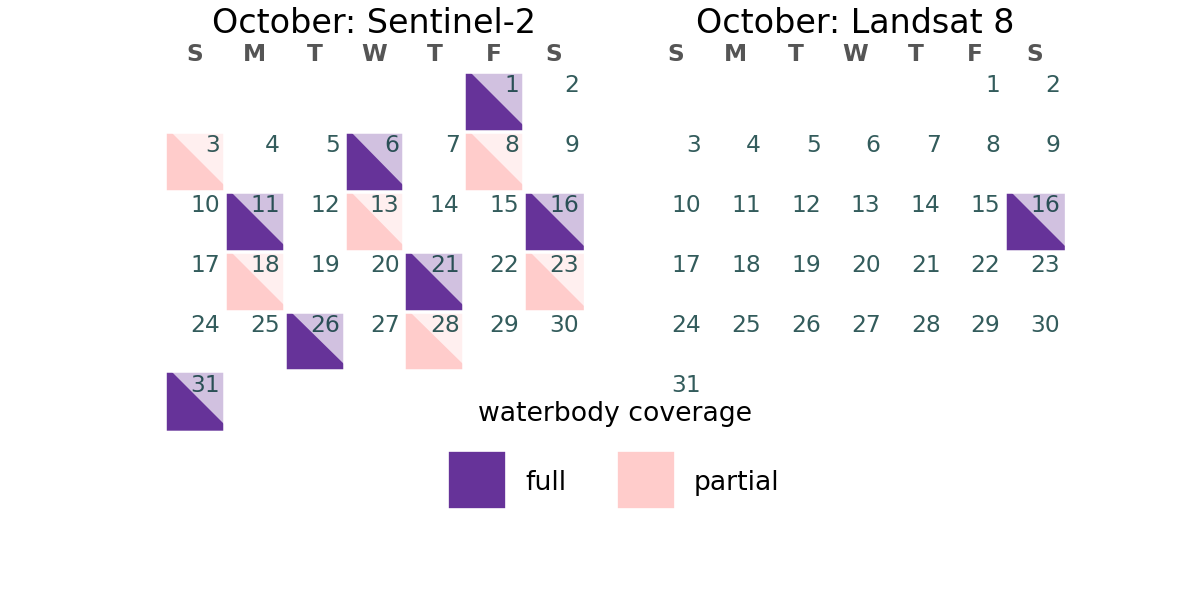 October: Sentinel-2
S M T W T F S
1 2
3 4 5 6 7 8 9
10 11 12 13 14 15 16
17 18 19 20 21 22 23
24 25 26 27 28 29 30
31
October: Landsat 8
S M T W T F S
1 2
3 4 5 6 7 8 9
10 11 12 13 14 15 16
17 18 19 20 21 22 23
24 25 26 27 28 29 30
31
waterbody coverage
full partial